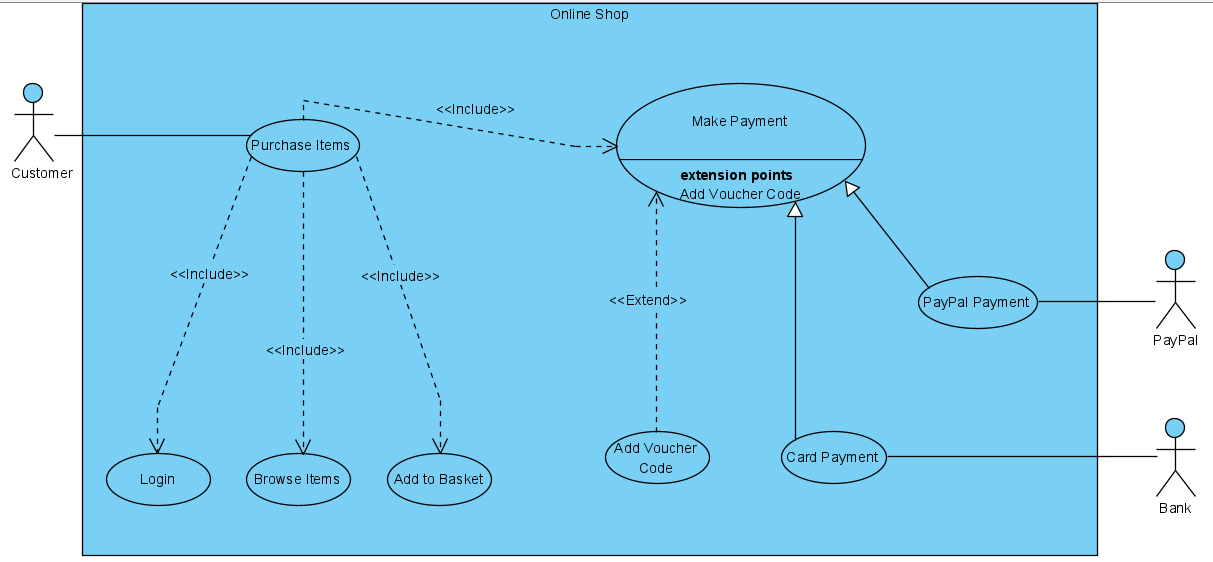 Online Shop
<<Include>>
Make Payment
Purchase Items
Customer
extension points
Add Voucher Code
<<Include>>
<<Include>>
<<Extend>>
PayPal Payment
PayPal
<<Include>>
Add Voucher
Code
Card Payment
Login
Browse Items
Add to Basket
Bank